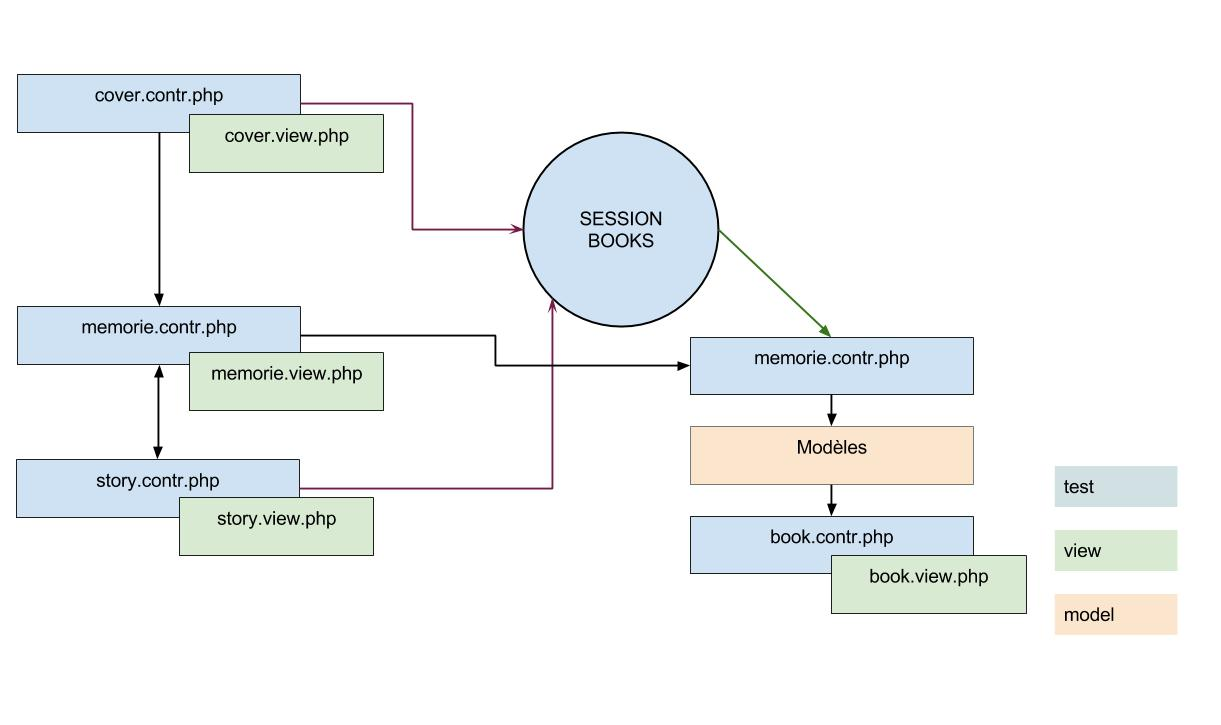 cover.contr.php
cover.view.php
SESSION
BOOKS
memorie.contr.php
memorie.view.php
memorie.contr.php
Modèles
story.contr.php
story.view.php
book.contr.php
book.view.php
test
view
model